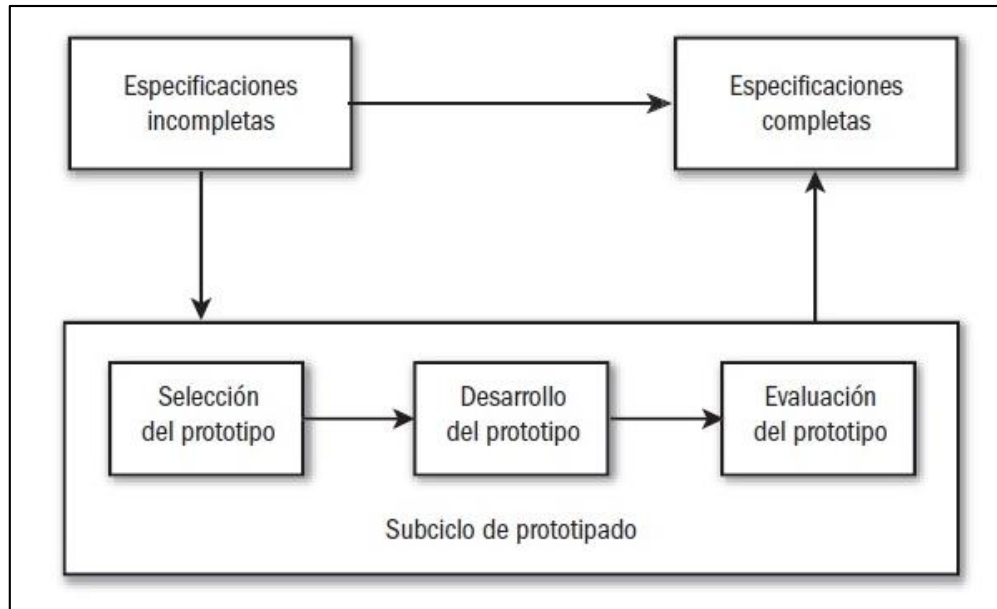 Especificaciones
incompletas
Especificaciones
completas
Selección
del prototipo
Desarrollo
del prototipo
Evaluación
del prototipo
Subciclo de prototipado